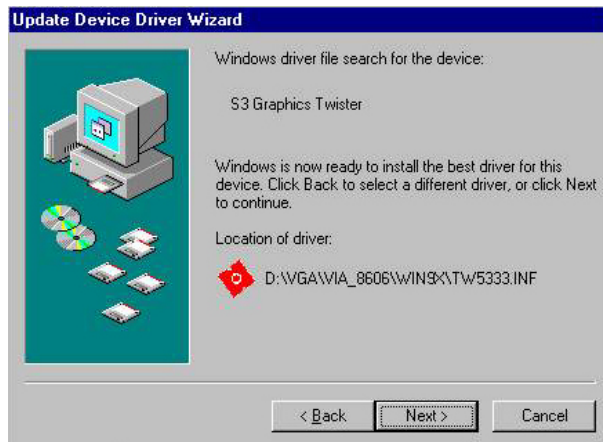 Update Device Driver Wizard
Windows driver file search for the device:
S3 Graphics Twister
Windows is now ready to install the best driver for this
device. Click Back to select a different driver, or click Next
to continue.
Location of driver:
D:\VGA\VIA_8606\WIN9X\TW5333.INF
< Back
Next >
Cancel